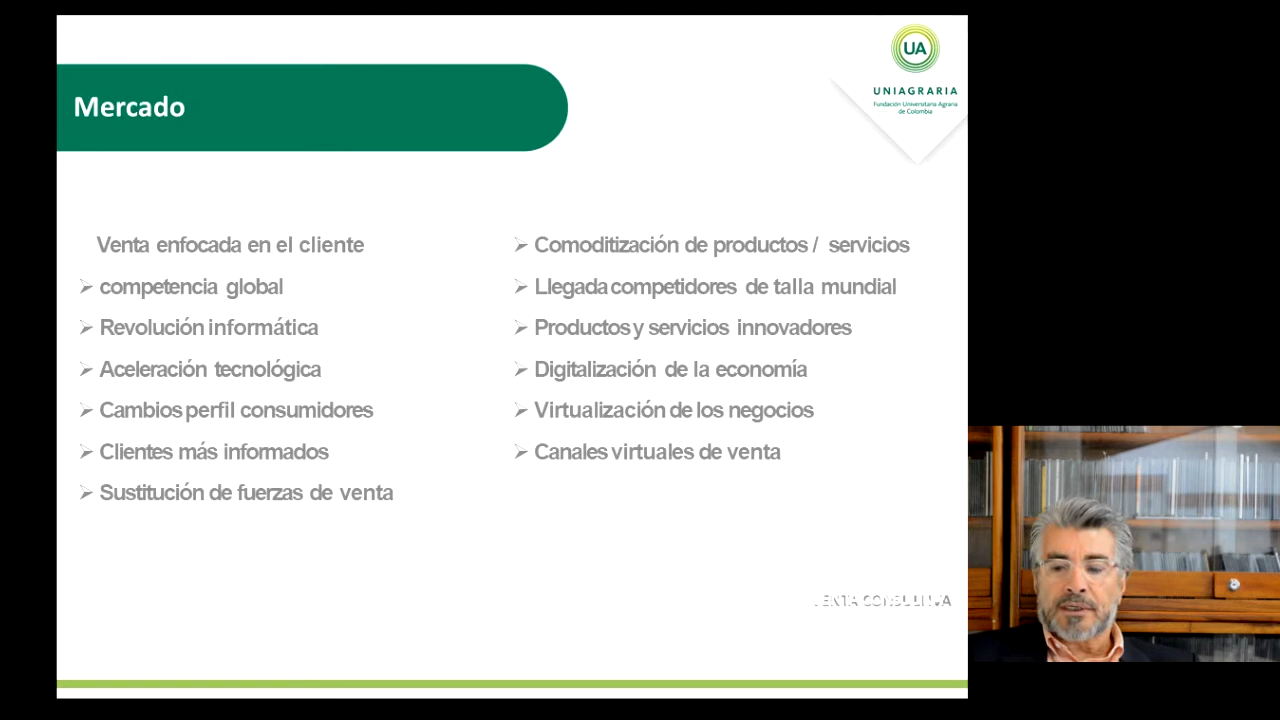 UA
UNIAGRARIA
Fundación Universitaria Agraria
de Colombia
Mercado
Venta enfocada en el cliente
➢ competencia global
➢ Revolución informática
➢ Aceleración tecnológica
➢ Cambios perfil consumidores
➢ Clientes más informados
➢ Sustitución de fuerzas de venta
➢ Comoditización de productos / servicios
➢ Llegada competidores de talla mundial
➢ Productos y servicios innovadores
➢ Digitalización de la economía
➢ Virtualización de los negocios
➢ Canales virtuales de venta
VENTA CONSULTIVA